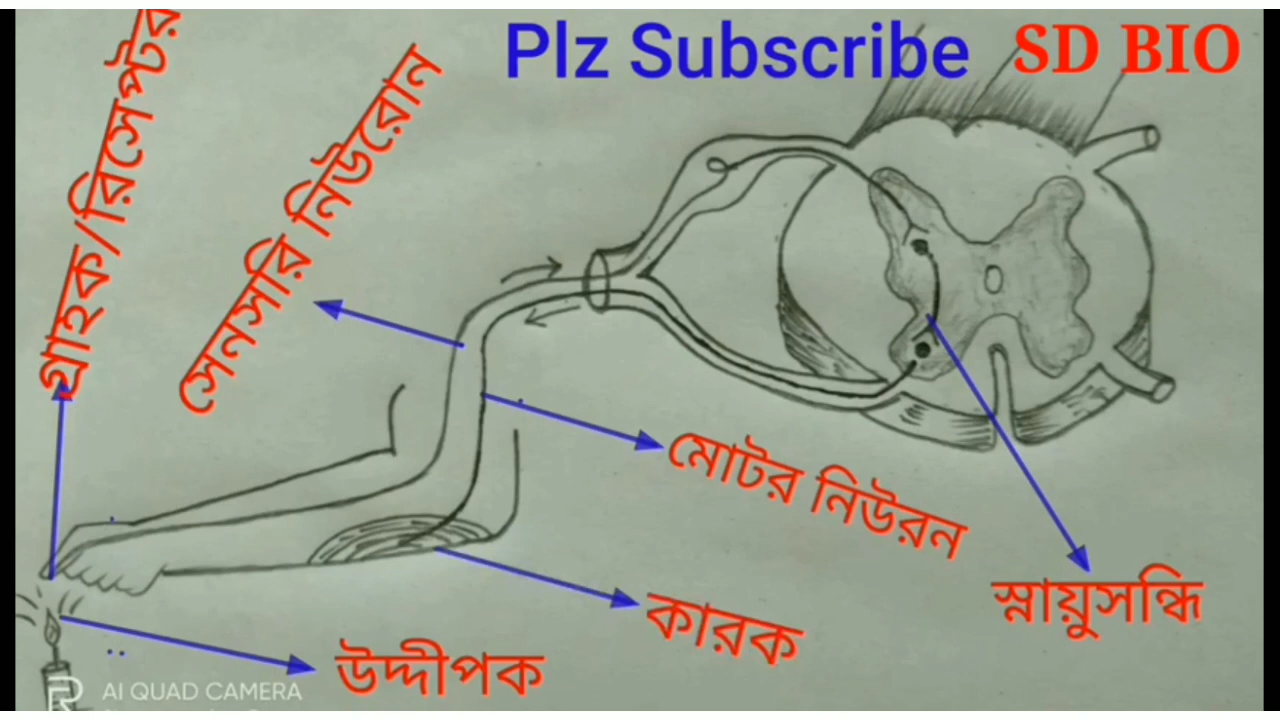 Plz Subscribe SD BIO
গ্রাহক/রিসেপ্টর
সেনসরি নিউরোন
মোটর নিউরন
স্নায়ুসন্ধি
কারক
উদ্দীপক
AI QUAD CAMERA